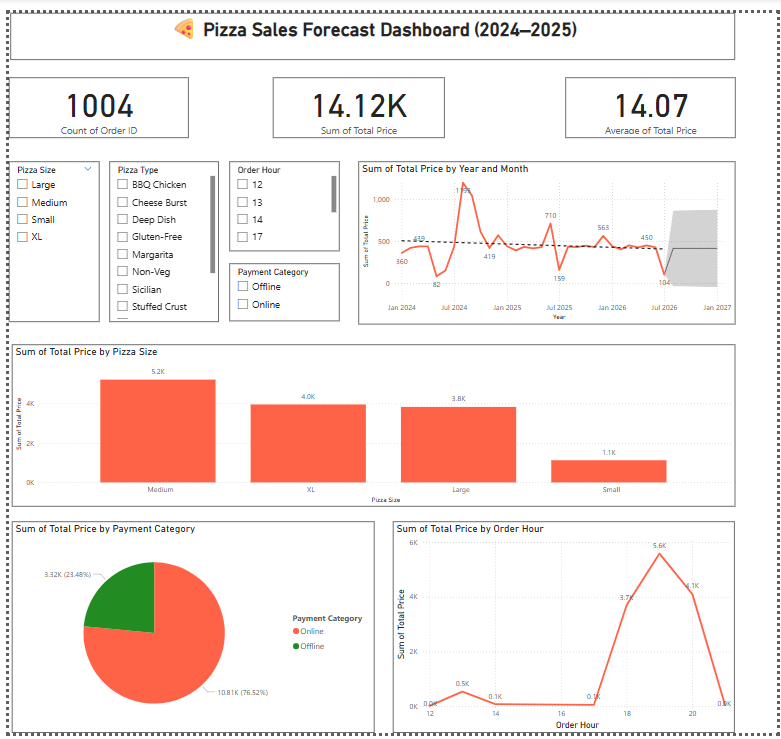 🍕 Pizza Sales Forecast Dashboard (2024–2025)
1004
Count of Order ID
14.12K
Sum of Total Price
14.07
Average of Total Price
Pizza Size
Large
Medium
Small
XL
Pizza Type
BBQ Chicken
Cheese Burst
Deep Dish
Gluten-Free
Margarita
Non-Veg
Sicilian
Stuffed Crust
Order Hour
12
13
14
17
Payment Category
Offline
Online
Sum of Total Price by Year and Month
Sum of Total Price
1,000
500
0
360
439
82
1193
419
710
159
563
450
104
Jan 2024 Jul 2024 Jan 2025 Jul 2025 Jan 2026 Jul 2026 Jan 2027
Year
Sum of Total Price by Pizza Size
Sum of Total Price
4K
2K
0K
5.2K
4.0K
3.8K
1.1K
Medium XL Large Small
Pizza Size
Sum of Total Price by Payment Category
3.32K (23.48%)
10.81K (76.52%)
Payment Category
Online
Offline
Sum of Total Price by Order Hour
Sum of Total Price
6K
4K
2K
0K
0.0K
0.5K
0.1K
0.1K
3.7K
5.6K
4.1K
0.0K
12 14 16 18 20
Order Hour